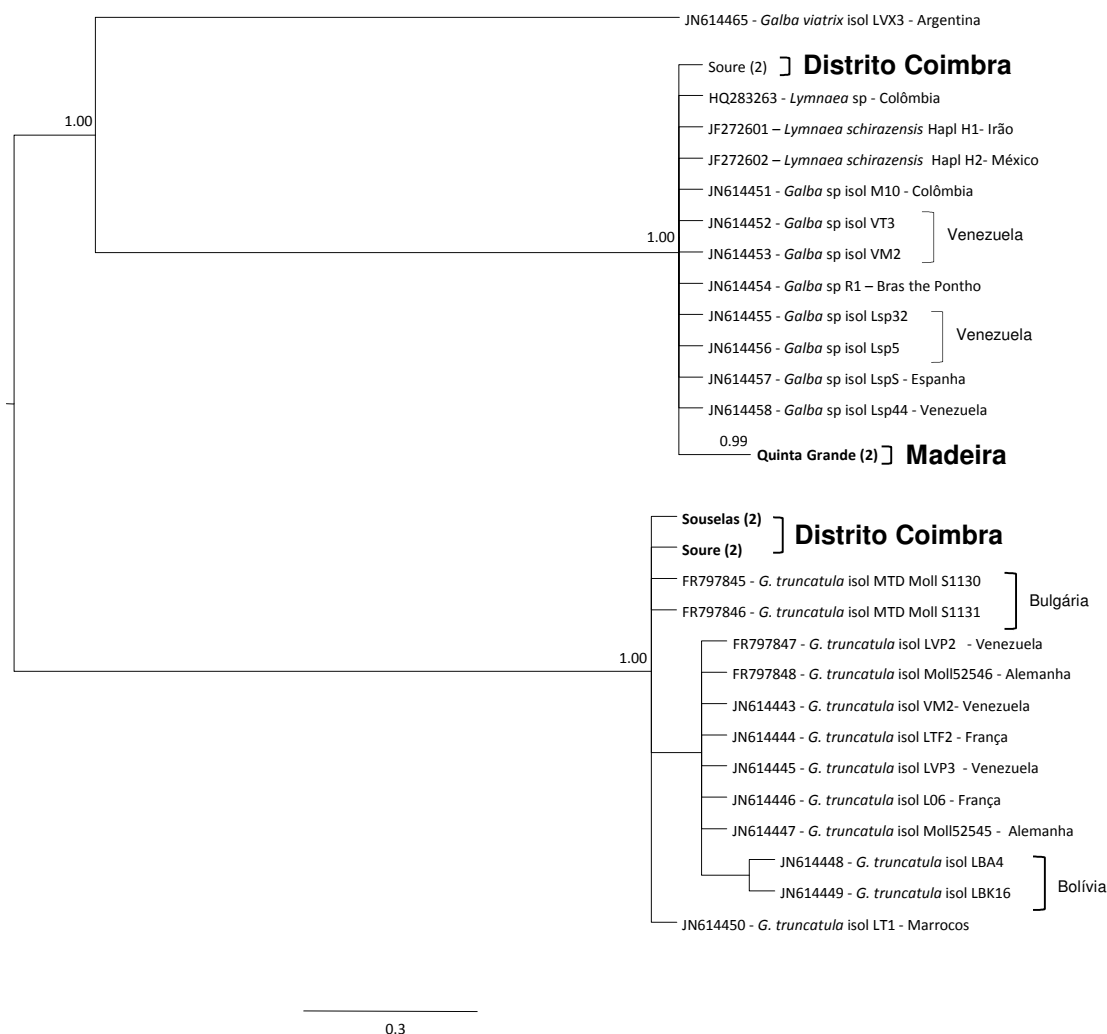 JN614465 - Galba viatrix isol LVX3 - Argentina
Soure (2) Distrito Coimbra
1.00
HQ283263 - Lymnaea sp - Colômbia
JF272601 – Lymnaea schirazensis Hapl H1- Irão
JF272602 – Lymnaea schirazensis Hapl H2- México
JN614451 - Galba sp isol M10 - Colômbia
JN614452 - Galba sp isol VT3
Venezuela
1.00
JN614453 - Galba sp isol VM2
JN614454 - Galba sp R1 – Bras the Pontho
JN614455 - Galba sp isol Lsp32
Venezuela
JN614456 - Galba sp isol Lsp5
JN614457 - Galba sp isol LspS - Espanha
JN614458 - Galba sp isol Lsp44 - Venezuela
0.99
Quinta Grande (2) Madeira
Souselas (2)
Distrito Coimbra
Soure (2)
FR797845 - G. truncatula isol MTD Moll S1130
Bulgária
FR797846 - G. truncatula isol MTD Moll S1131
FR797847 - G. truncatula isol LVP2 - Venezuela
1.00
FR797848 - G. truncatula isol Moll52546 - Alemanha
JN614443 - G. truncatula isol VM2- Venezuela
JN614444 - G. truncatula isol LTF2 - França
JN614445 - G. truncatula isol LVP3 - Venezuela
JN614446 - G. truncatula isol L06 - França
JN614447 - G. truncatula isol Moll52545 - Alemanha
JN614448 - G. truncatula isol LBA4
Bolívia
JN614449 - G. truncatula isol LBK16
JN614450 - G. truncatula isol LT1 - Marrocos
0.3